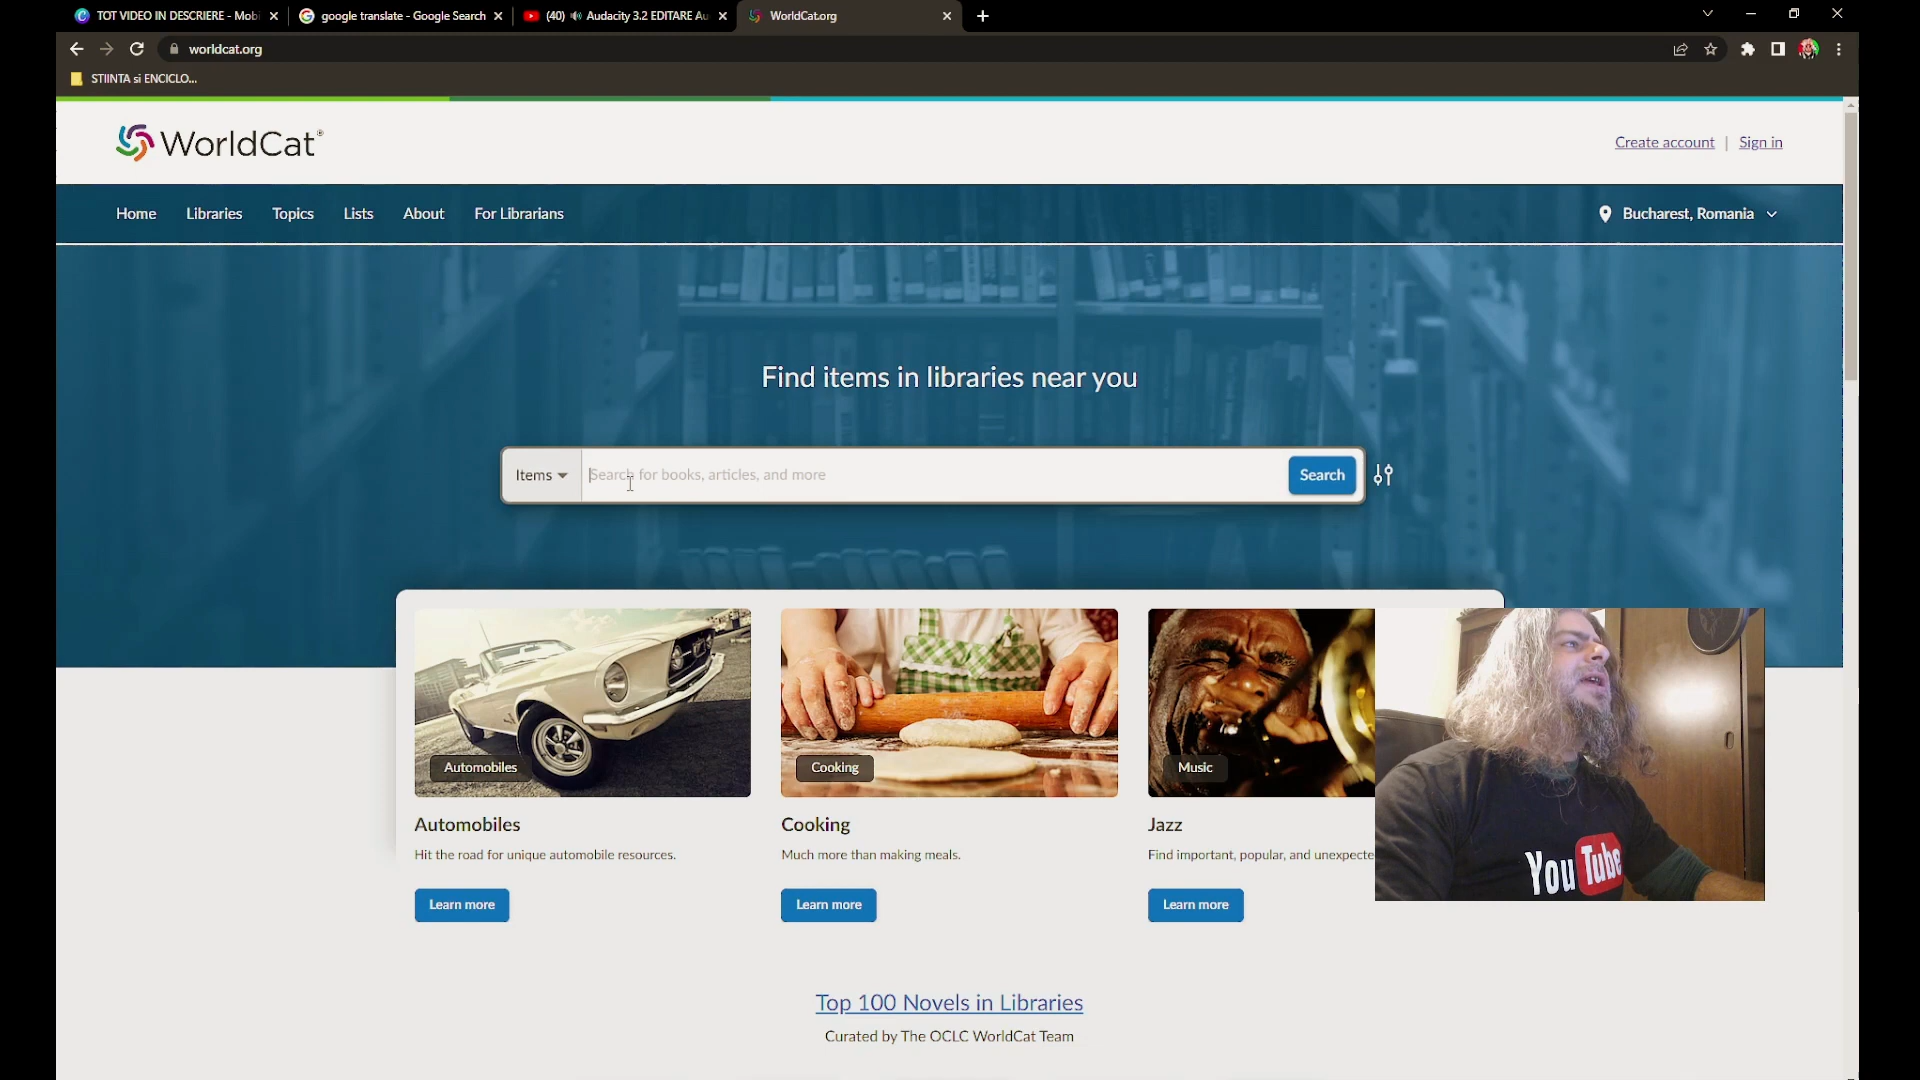 TOT VIDEO IN DESCRIERE - Mobi
google translate - Google Search
(40) Audacity 3.2 EDITARE Au
WorldCat.org
worldcat.org
STIINTA si ENCICLO...
WorldCat®
Create account | Sign in
Home Libraries Topics Lists About For Librarians
Bucharest, Romania
Find items in libraries near you
Items
Search for books, articles, and more
Search
Automobiles
Cooking
Music
Automobiles
Hit the road for unique automobile resources.
Learn more
Cooking
Much more than making meals.
Learn more
Jazz
Find important, popular, and unexpecte
Learn more
YouTube
Top 100 Novels in Libraries
Curated by The OCLC WorldCat Team